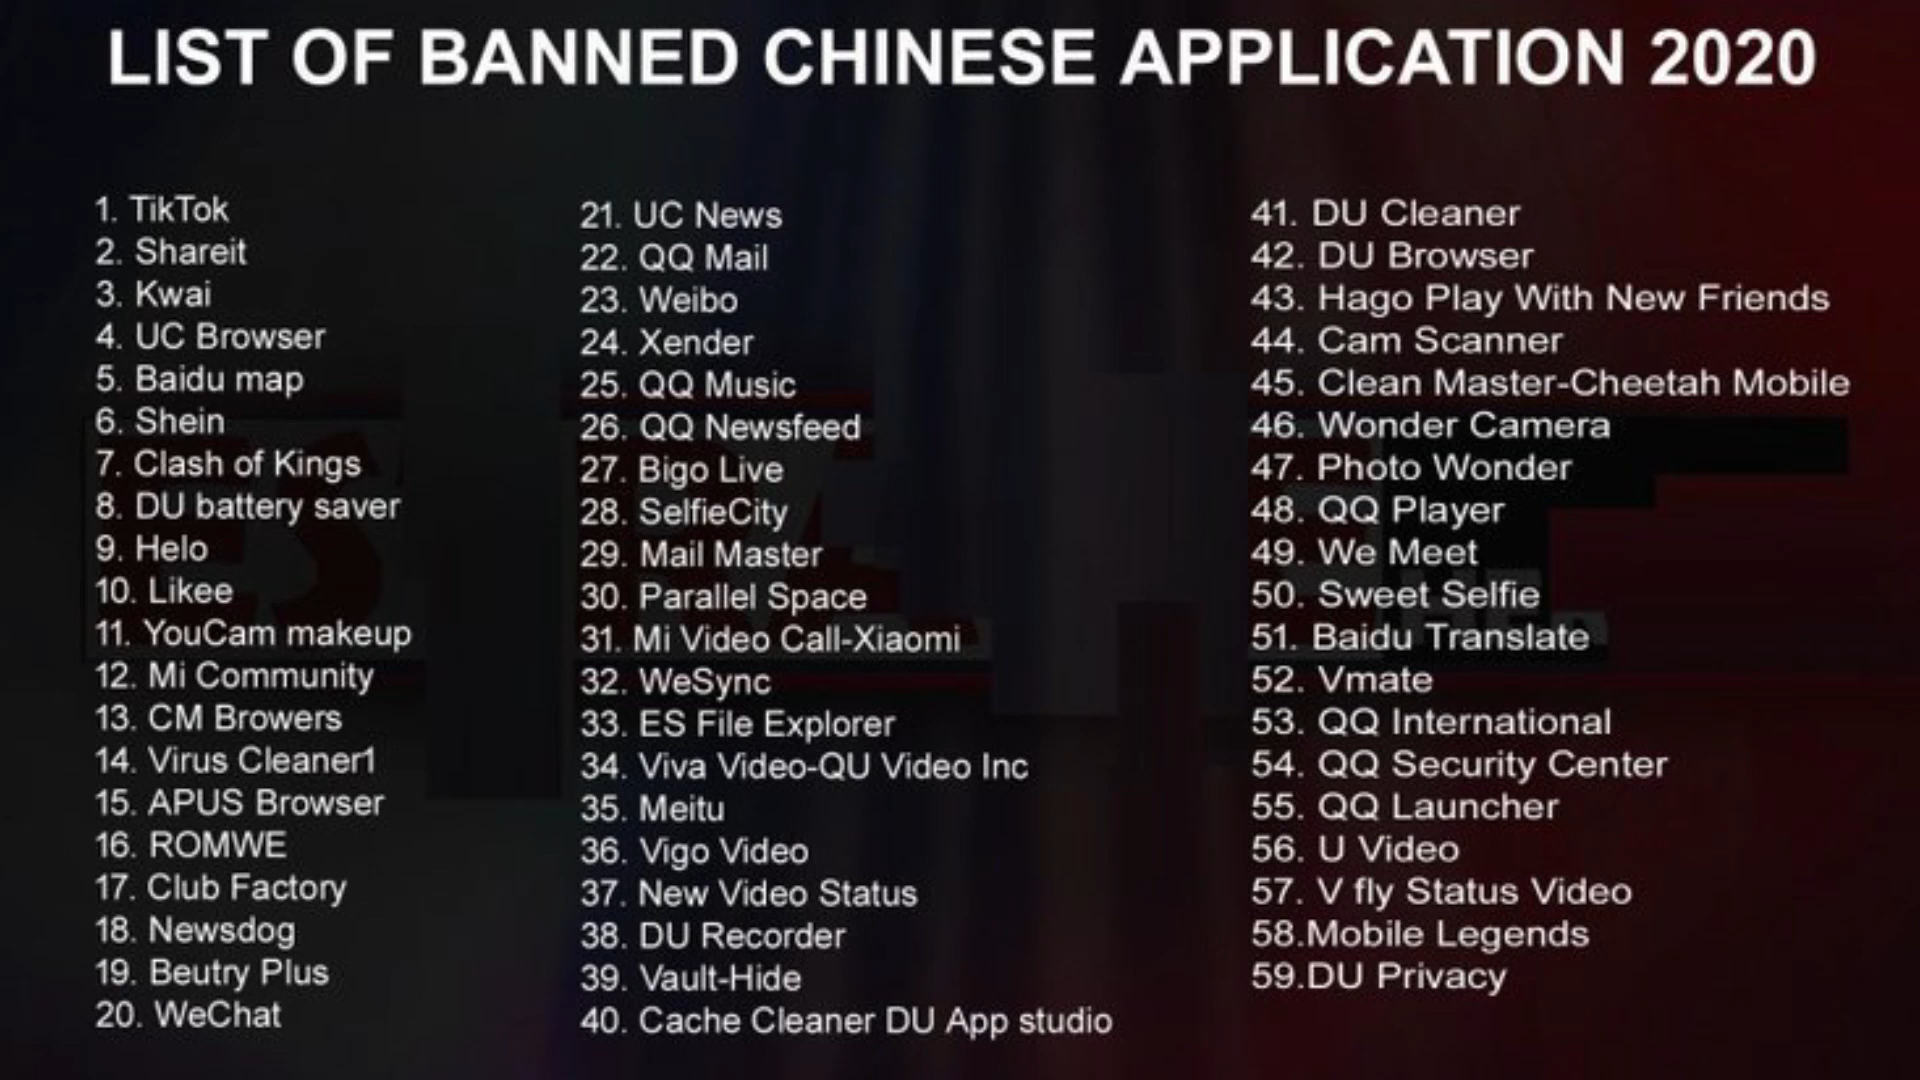 LIST OF BANNED CHINESE APPLICATION 2020
1. TikTok
2. Shareit
3. Kwai
4. UC Browser
5. Baidu map
6. Shein
7. Clash of Kings
8. DU battery saver
9. Helo
10. Likee
11. YouCam makeup
12. Mi Community
13. CM Browers
14. Virus Cleaner1
15. APUS Browser
16. ROMWE
17. Club Factory
18. Newsdog
19. Beutry Plus
20. WeChat
21. UC News
22. QQ Mail
23. Weibo
24. Xender
25. QQ Music
26. QQ Newsfeed
27. Bigo Live
28. SelfieCity
29. Mail Master
30. Parallel Space
31. Mi Video Call-Xiaomi
32. WeSync
33. ES File Explorer
34. Viva Video-QU Video Inc
35. Meitu
36. Vigo Video
37. New Video Status
38. DU Recorder
39. Vault-Hide
40. Cache Cleaner DU App studio
41. DU Cleaner
42. DU Browser
43. Hago Play With New Friends
44. Cam Scanner
45. Clean Master-Cheetah Mobile
46. Wonder Camera
47. Photo Wonder
48. QQ Player
49. We Meet
50. Sweet Selfie
51. Baidu Translate
52. Vmate
53. QQ International
54. QQ Security Center
55. QQ Launcher
56. U Video
57. V fly Status Video
58.Mobile Legends
59.DU Privacy